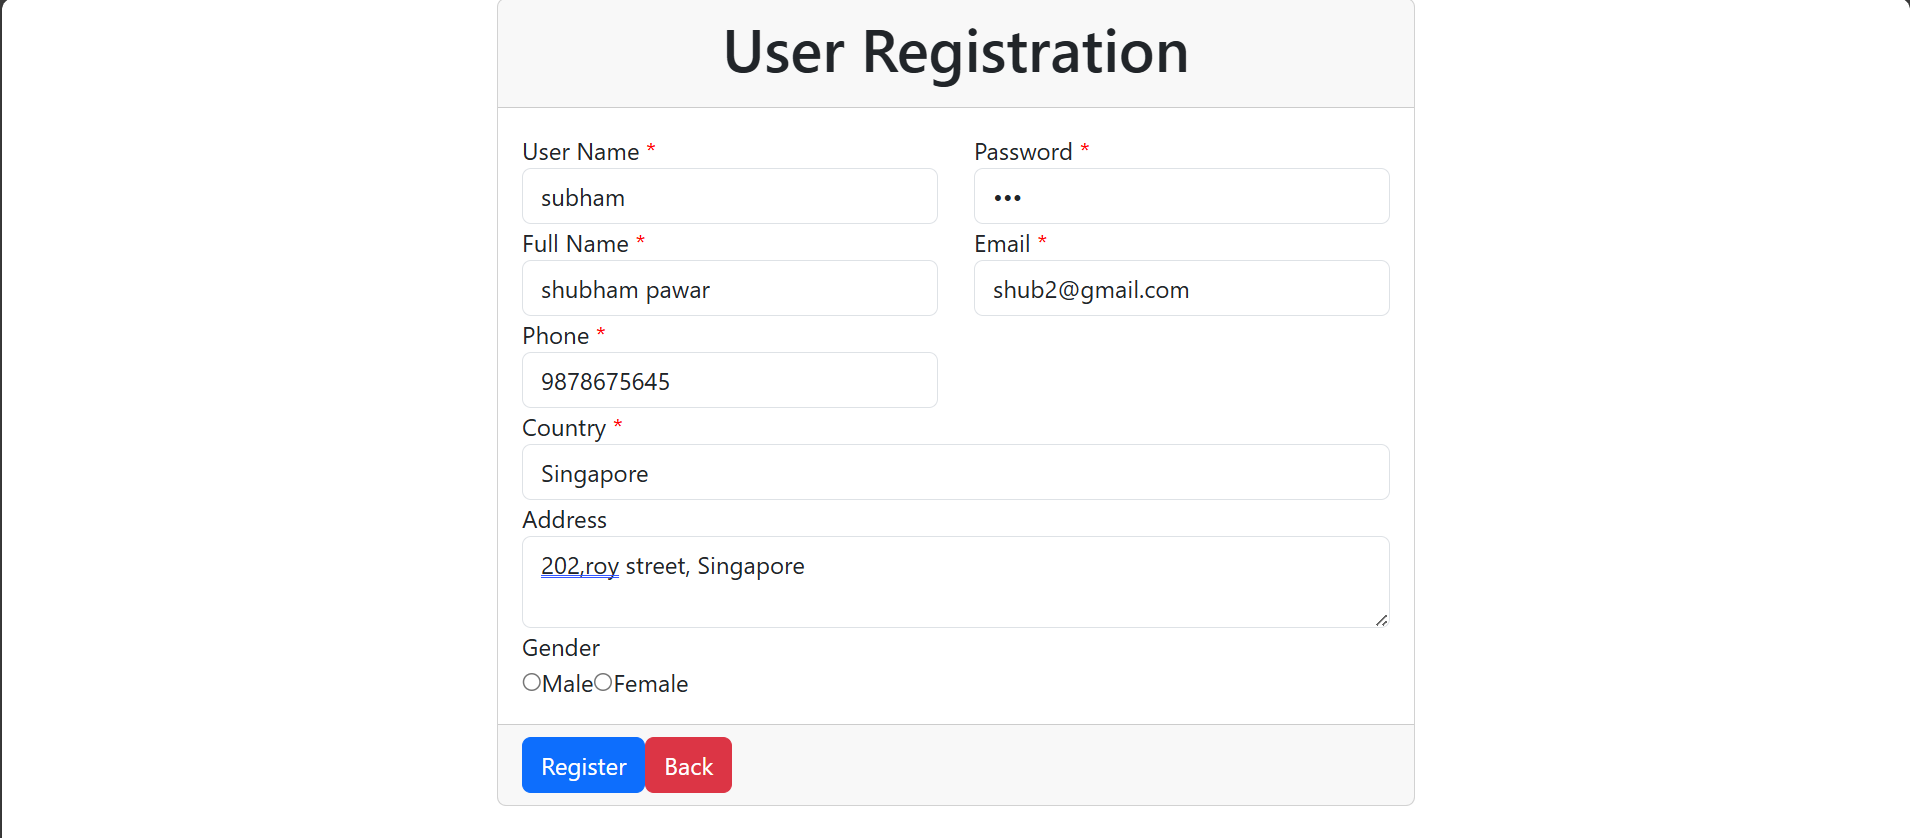 User Registration
User Name * Password *
subham •••
Full Name * Email *
shubham pawar shub2@gmail.com
Phone *
9878675645
Country *
Singapore
Address
202,roy street, Singapore
Gender
Male Female
Register Back